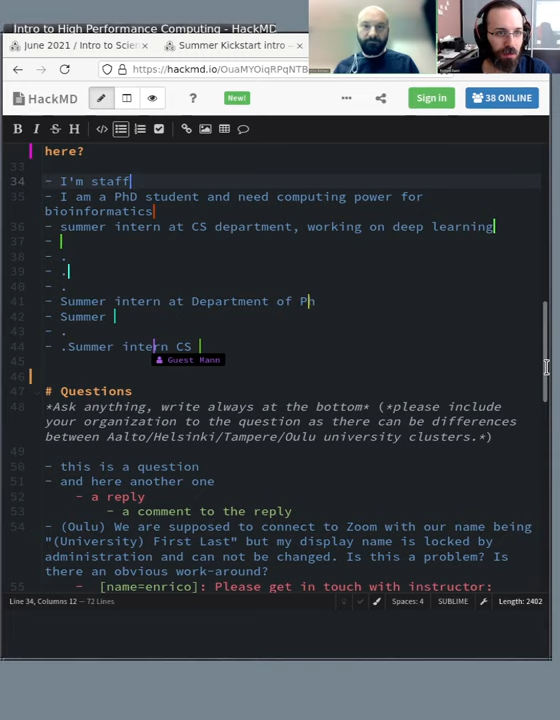 Intro to High Performance Computing - HackMD
June 2021 / Intro to Scien
Summer Kickstart intro –
https://hackmd.io/OuaMYOiqRPqNTB
HackMD
?
New!
Sign in
38 ONLINE
B I S H
here?
33
34 - I'm staff
35 - I am a PhD student and need computing power for
bioinformatics
36 - summer intern at CS department, working on deep learning
37 -
38 - .
39 - .
40 - .
41 - Summer intern at Department of Ph
42 - Summer
43 - .
44 - .Summer intern CS
45
Guest Mann
46
47 # Questions
48 *Ask anything, write always at the bottom* (*please include
your organization to the question as there can be differences
between Aalto/Helsinki/Tampere/Oulu university clusters.*)
49
50 - this is a question
51 - and here another one
52 - a reply
53 - a comment to the reply
54 - (Oulu) We are supposed to connect to Zoom with our name being
"(University) First Last" but my display name is locked by
administration and can not be changed. Is this a problem? Is
there an obvious work-around?
55 - [name=enrico]: Please get in touch with instructor:
Line 34, Columns 12 — 72 Lines
Spaces: 4
SUBLIME
Length: 2402